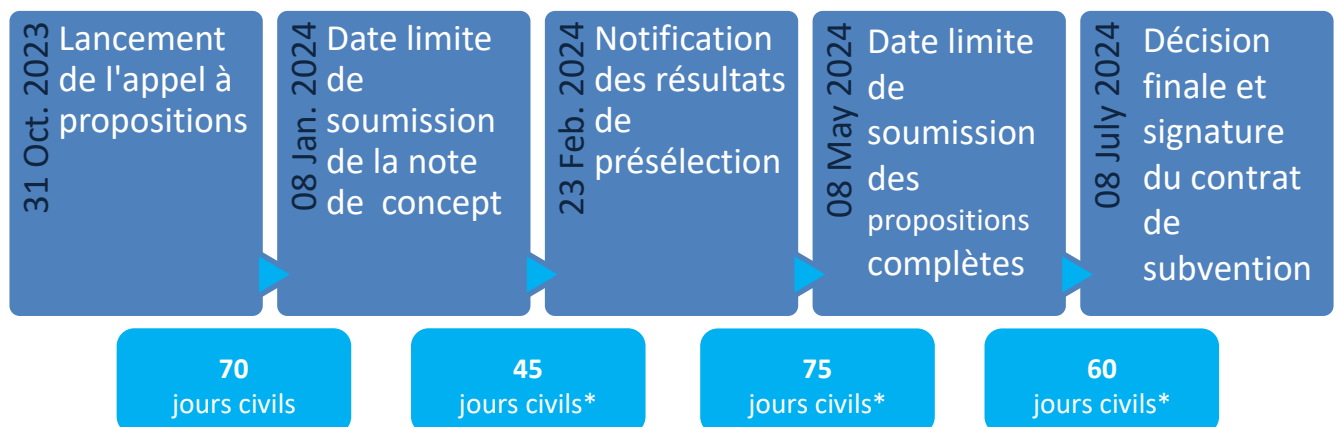 31 Oct. 2023
Lancement
de l'appel à
propositions
08 Jan. 2024
Date limite
de
soumission
de la note
de concept
23 Feb. 2024
Notification
des résultats
de
présélection
08 May 2024
Date limite
de
soumission
des
propositions
complètes
08 July 2024
Décision
finale et
signature
du contrat
de
subvention
70
jours civils
45
jours civils*
75
jours civils*
60
jours civils*